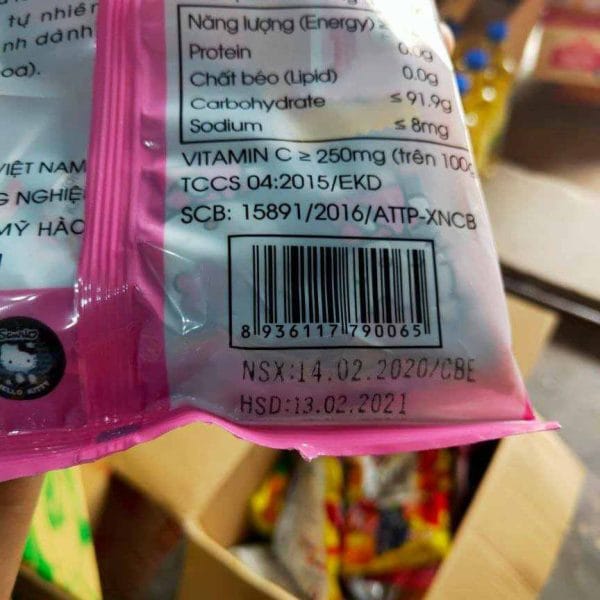 tự nhiên
nh dành
oa).
VIỆT NAM
G NGHIỆ
MỸ HÀO
Năng lượng (Energy) ≥
Protein 0.0g
Chất béo (Lipid) 0.0g
Carbohydrate ≤ 91.9g
Sodium ≤ 8mg
VITAMIN C ≥ 250mg (trên 100g
TCCS 04:2015/EKD
SCB: 15891/2016/ATTP-XNCB
8 936117 790065
NSX:14.02.2020/CBE
HSD:13.02.2021
HELLO KITTY